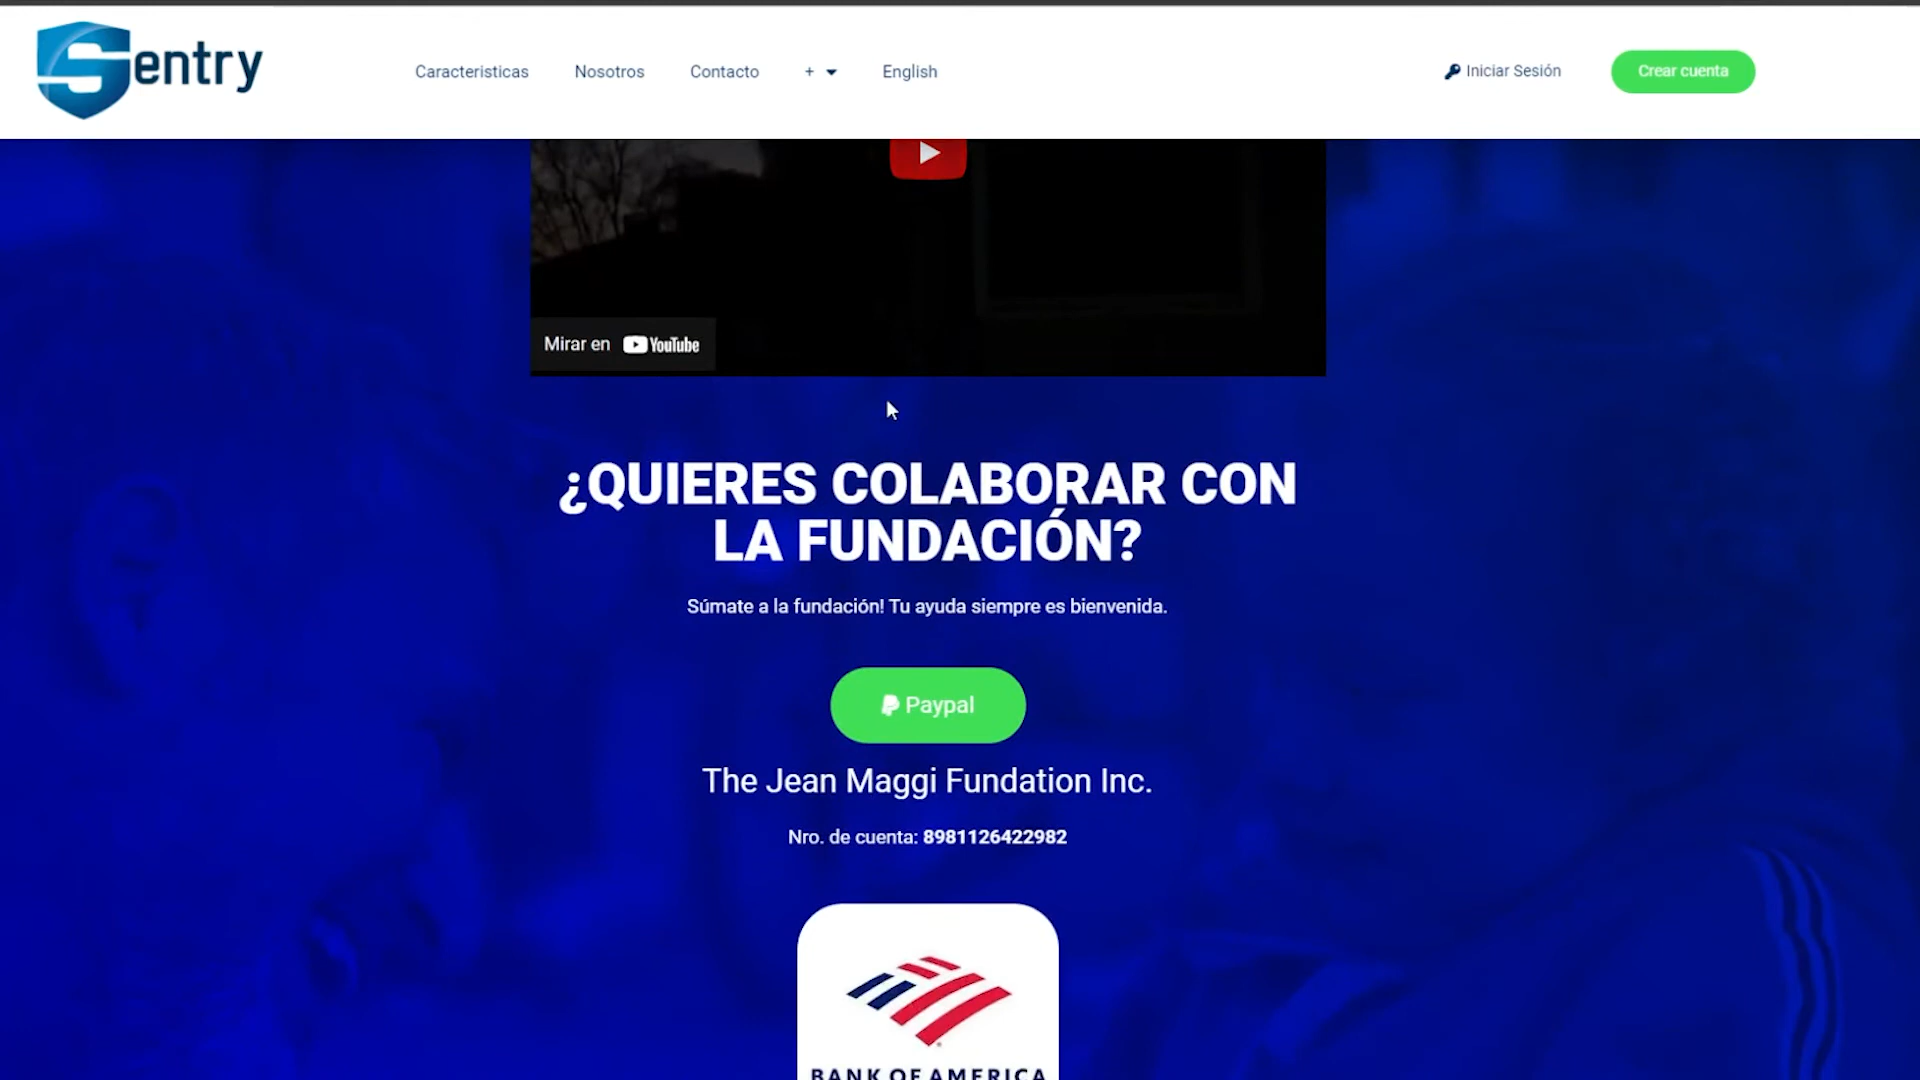 Sentry
Caracteristicas
Nosotros
Contacto
+
English
Iniciar Sesión
Crear cuenta
Mirar en YouTube
¿QUIERES COLABORAR CON
LA FUNDACIÓN?
Súmate a la fundación! Tu ayuda siempre es bienvenida.
Paypal
The Jean Maggi Fundation Inc.
Nro. de cuenta: 8981126422982
BANK OF AMERICA